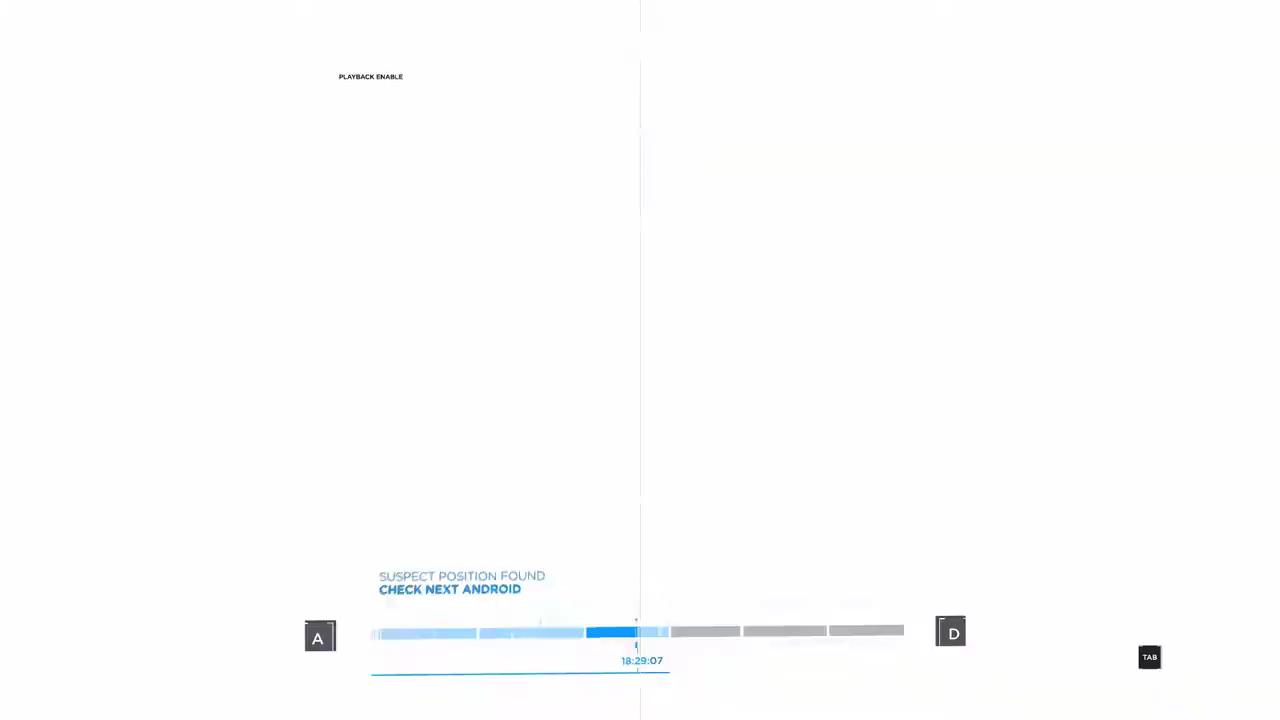 PLAYBACK ENABLE
SUSPECT POSITION FOUND
CHECK NEXT ANDROID
A
D
18:29:07
TAB